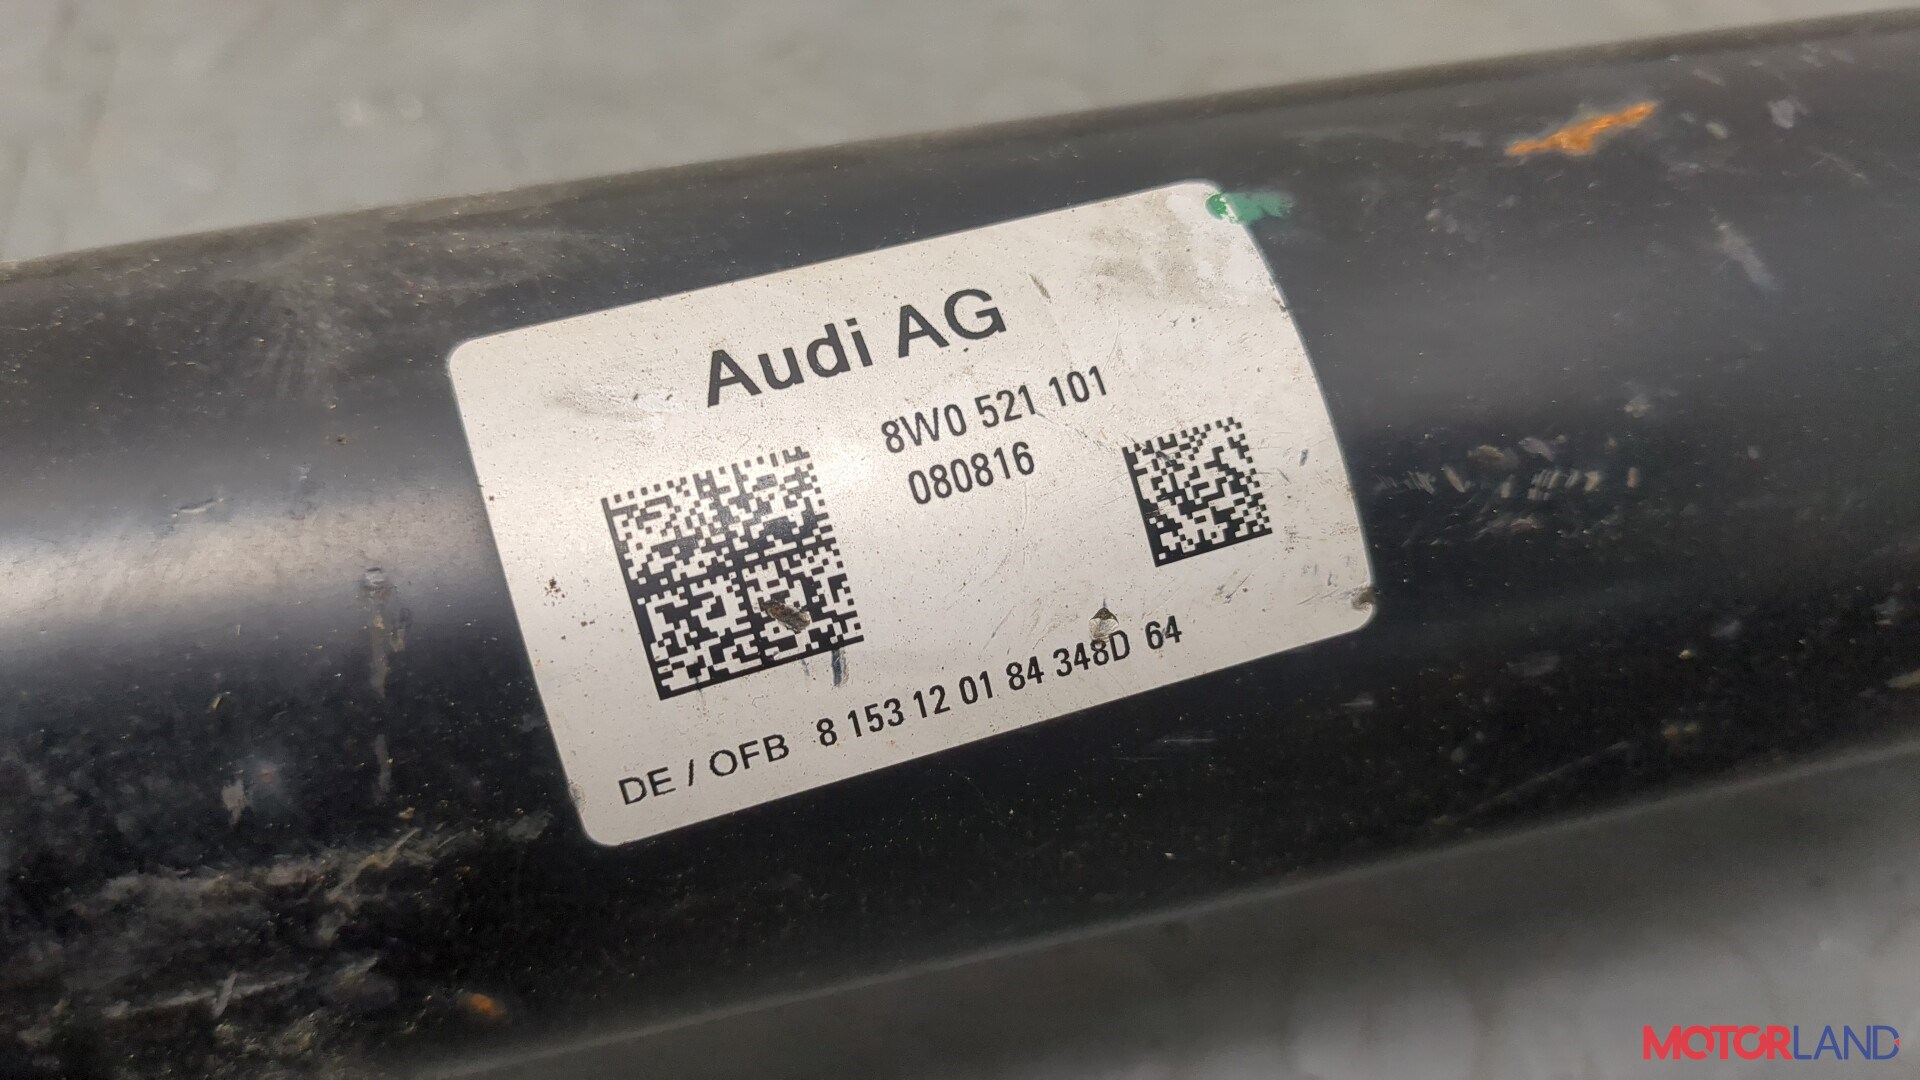 Audi AG
8W0 521 101
080816
DE / OFB 8 153 12 01 84 348D 64
MOTORLAND